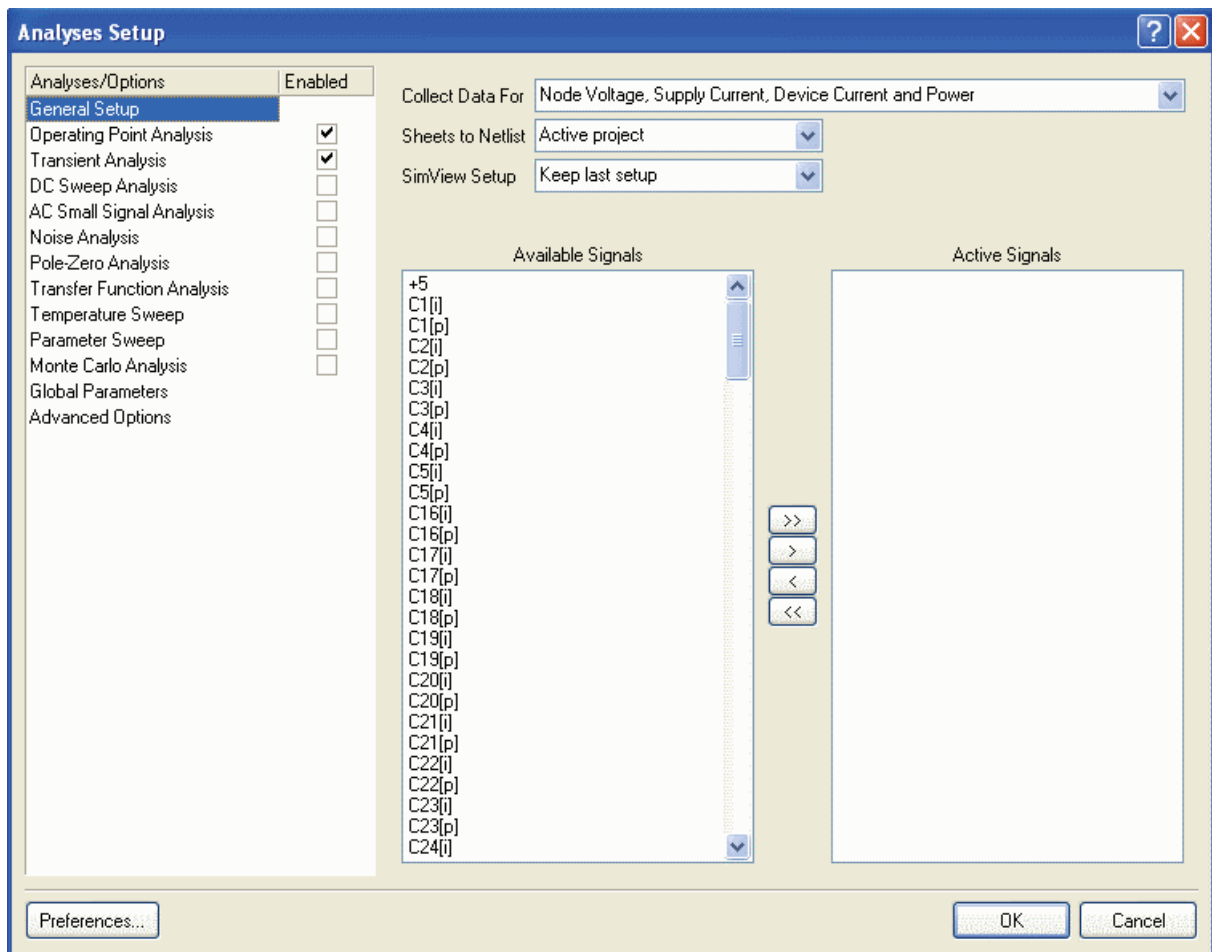 Analyses Setup
Analyses/Options Enabled
General Setup
Operating Point Analysis
Transient Analysis
DC Sweep Analysis
AC Small Signal Analysis
Noise Analysis
Pole-Zero Analysis
Transfer Function Analysis
Temperature Sweep
Parameter Sweep
Monte Carlo Analysis
Global Parameters
Advanced Options
Collect Data For Node Voltage, Supply Current, Device Current and Power
Sheets to Netlist Active project
SimView Setup Keep last setup
Available Signals
+5
C1[i]
C1[p]
C2[i]
C2[p]
C3[i]
C3[p]
C4[i]
C4[p]
C5[i]
C5[p]
C16[i]
C16[p]
C17[i]
C17[p]
C18[i]
C18[p]
C19[i]
C19[p]
C20[i]
C20[p]
C21[i]
C21[p]
C22[i]
C22[p]
C23[i]
C23[p]
C24[i]
>>
>
<
<<
Active Signals
Preferences...
OK
Cancel